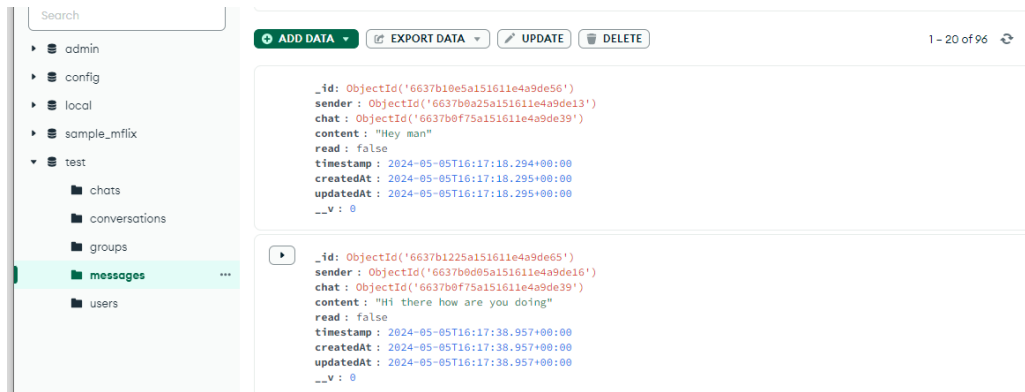 Search
admin
config
local
sample_mflix
test
chats
conversations
groups
messages
users
ADD DATA EXPORT DATA UPDATE DELETE 1 – 20 of 96
_id: ObjectId('6637b10e5a151611e4a9de56')
sender : ObjectId('6637b0a25a151611e4a9de13')
chat : ObjectId('6637b0f75a151611e4a9de39')
content : "Hey man"
read : false
timestamp : 2024-05-05T16:17:18.294+00:00
createdAt : 2024-05-05T16:17:18.295+00:00
updatedAt : 2024-05-05T16:17:18.295+00:00
__v : 0
_id: ObjectId('6637b1225a151611e4a9de65')
sender : ObjectId('6637b0d05a151611e4a9de16')
chat : ObjectId('6637b0f75a151611e4a9de39')
content : "Hi there how are you doing"
read : false
timestamp : 2024-05-05T16:17:38.957+00:00
createdAt : 2024-05-05T16:17:38.957+00:00
updatedAt : 2024-05-05T16:17:38.957+00:00
__v : 0